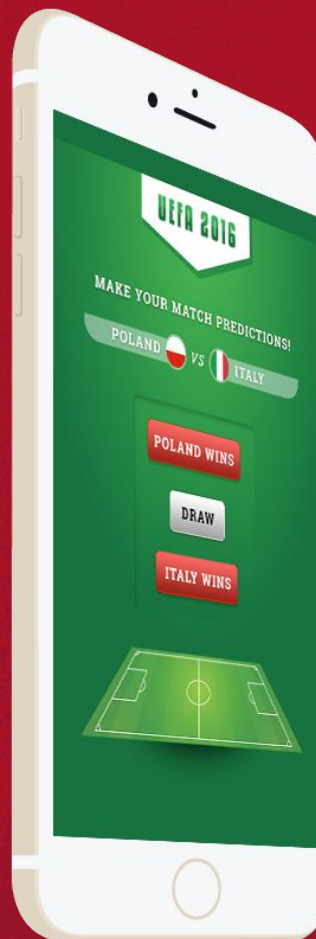 UEFA 2016
MAKE YOUR MATCH PREDICTIONS!
POLAND VS ITALY
POLAND WINS
DRAW
ITALY WINS